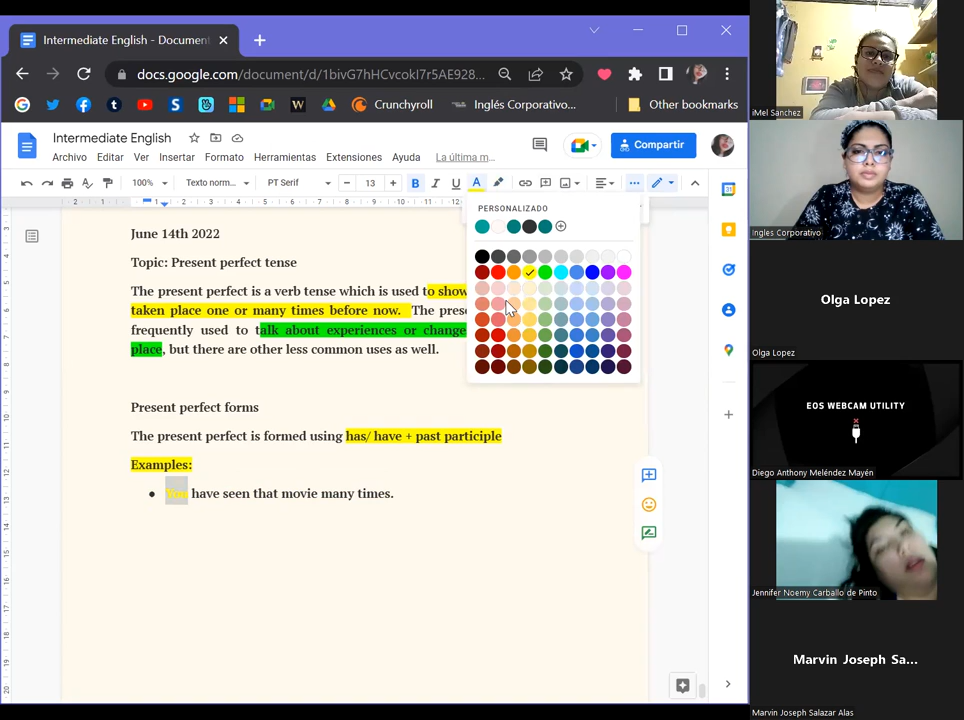 Intermediate English - Document
docs.google.com/document/d/1bivG7hHCvcokI7r5AE928...
Crunchyroll
Inglés Corporativo...
Other bookmarks
Intermediate English
Archivo Editar Ver Insertar Formato Herramientas Extensiones Ayuda La última m...
Compartir
100% Texto norm... PT Serif 13
PERSONALIZADO
June 14th 2022
Topic: Present perfect tense
The present perfect is a verb tense which is used to show
taken place one or many times before now. The pres
frequently used to talk about experiences or change
place, but there are other less common uses as well.
Present perfect forms
The present perfect is formed using has/ have + past participle
Examples:
● You have seen that movie many times.
iMel Sanchez
Ingles Corporativo
Olga Lopez
Olga Lopez
EOS WEBCAM UTILITY
Diego Anthony Meléndez Mayén
Jennifer Noemy Carballo de Pinto
Marvin Joseph Sa...
Marvin Joseph Salazar Alas